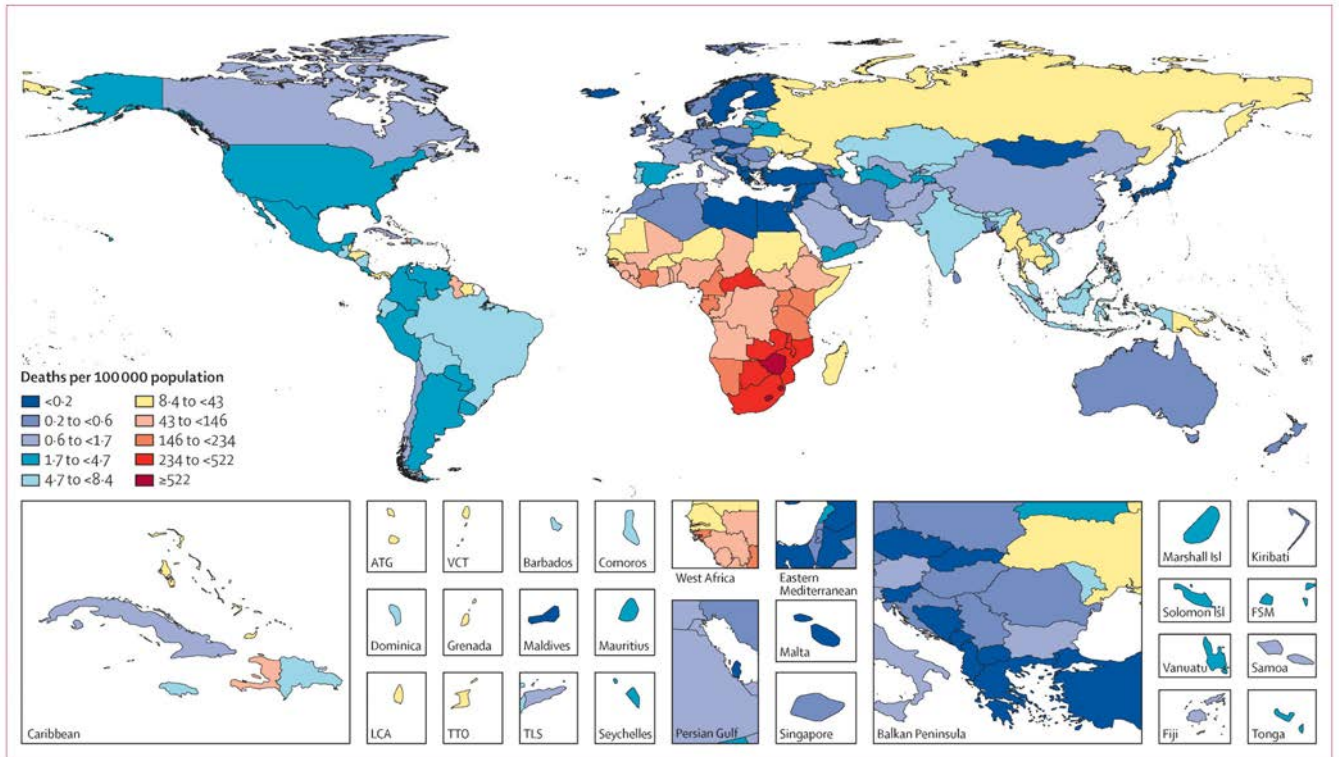 Deaths per 100 000 population
<0·2
0·2 to <0·6
0·6 to <1·7
1·7 to <4·7
4·7 to <8·4
8·4 to <43
43 to <146
146 to <234
234 to <522
≥522
Caribbean
ATG
VCT
Barbados
Comoros
Dominica
Grenada
Maldives
Mauritius
LCA
TTO
TLS
Seychelles
West Africa
Eastern
Mediterranean
Persian Gulf
Malta
Singapore
Balkan Peninsula
Marshall Isl
Kiribati
Solomon Isl
FSM
Vanuatu
Samoa
Fiji
Tonga